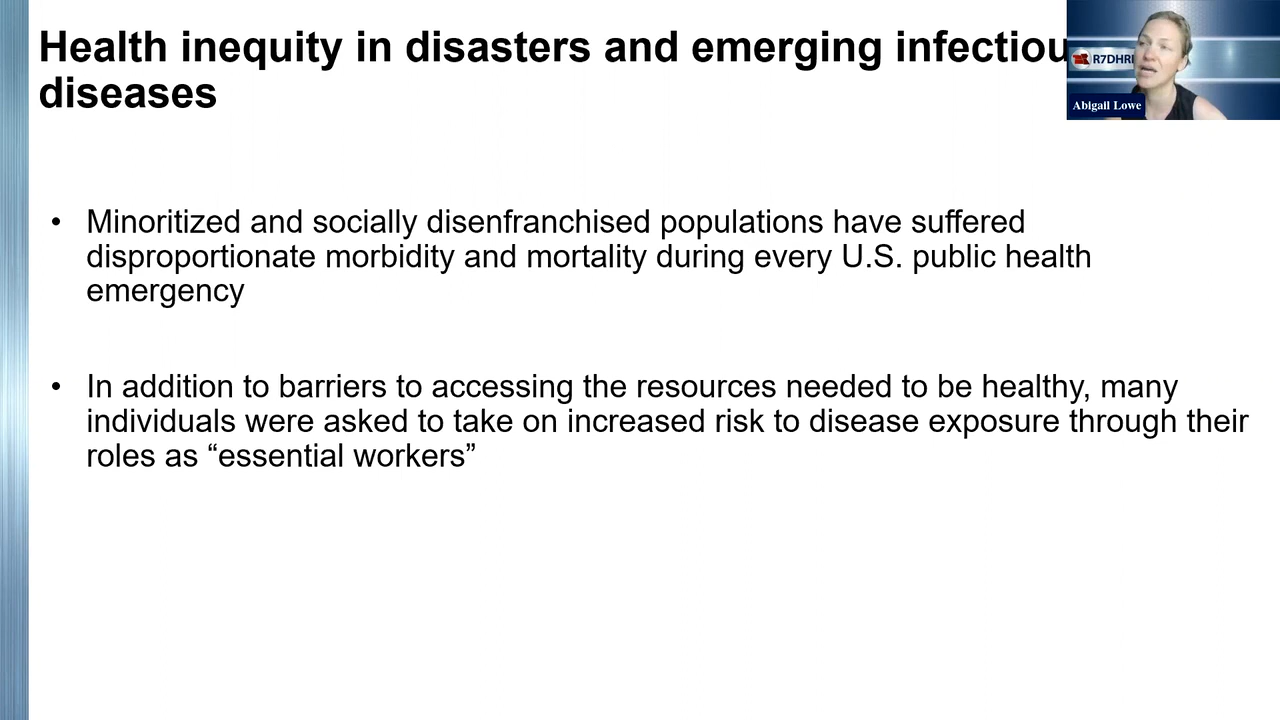 Health inequity in disasters and emerging infectiou
diseases
R7DHR
Abigail Lowe
• Minoritized and socially disenfranchised populations have suffered
disproportionate morbidity and mortality during every U.S. public health
emergency
• In addition to barriers to accessing the resources needed to be healthy, many
individuals were asked to take on increased risk to disease exposure through their
roles as “essential workers”